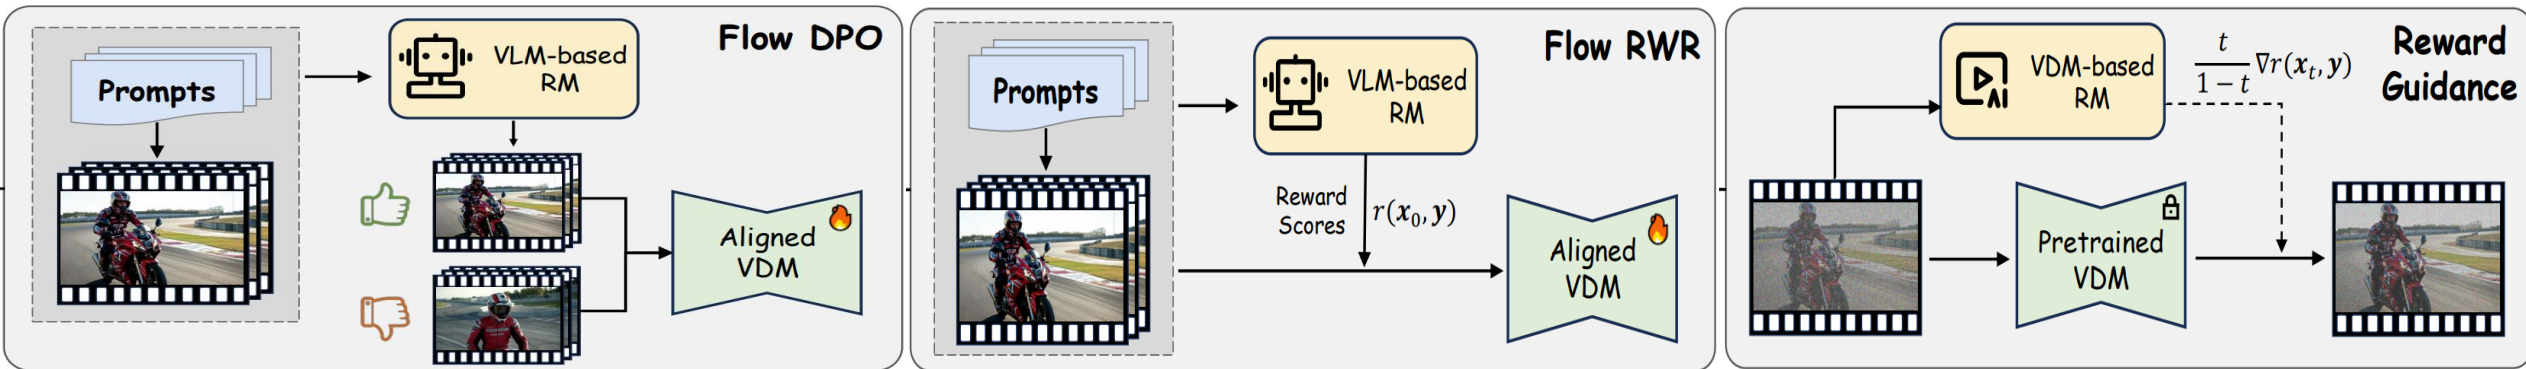 Flow DPO
Prompts
VLM-based
RM
Aligned
VDM
Flow RWR
Prompts
VLM-based
RM
Reward
Scores
r(x₀, y)
Aligned
VDM
Reward
Guidance
VDM-based
RM
AI
t/(1 − t) ∇r(xₜ, y)
Pretrained
VDM